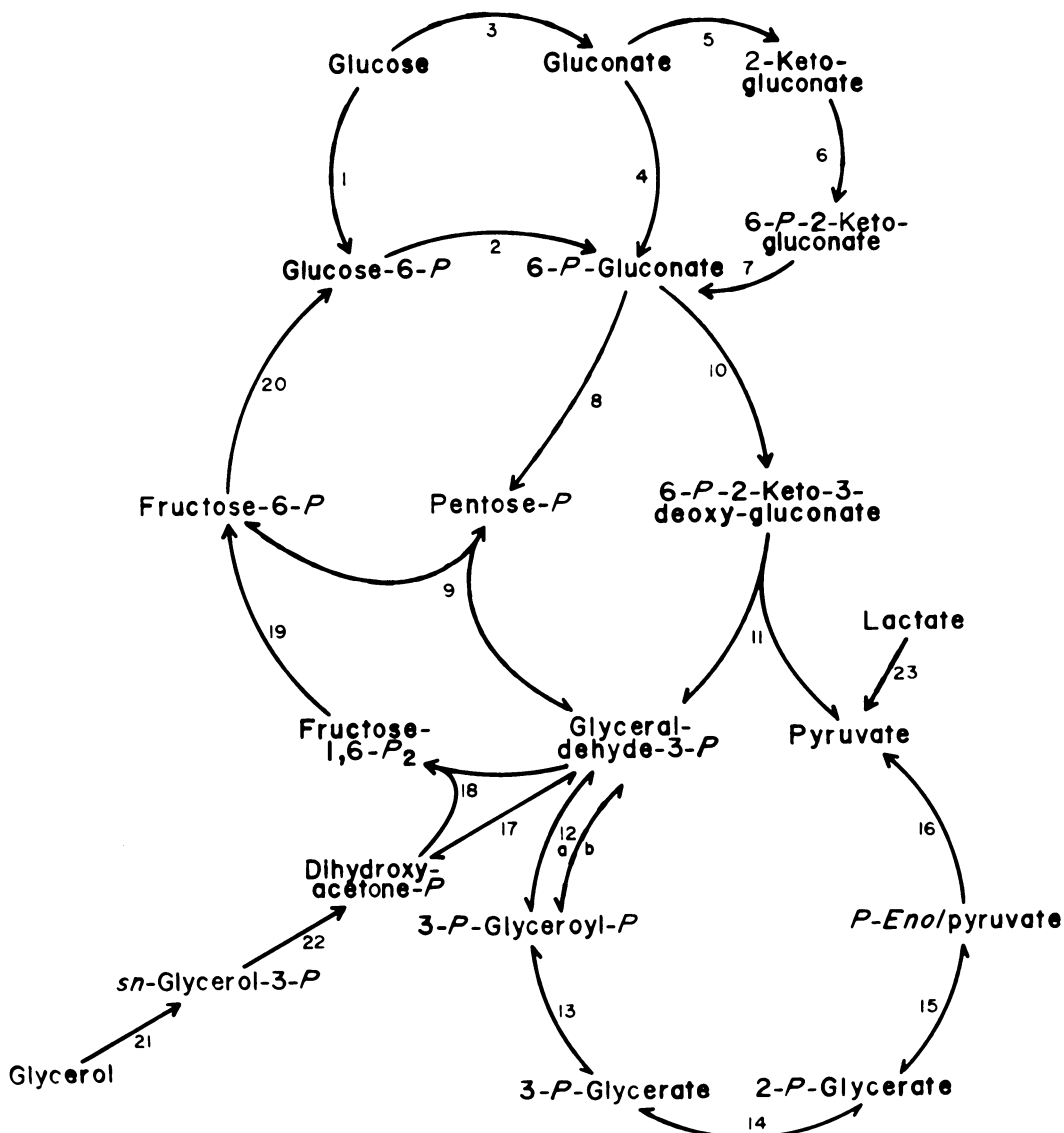 3
5
Glucose
Gluconate
2-Keto-
gluconate
1
4
6
2
6-P-2-Keto-
gluconate
Glucose-6-P
6-P-Gluconate
7
20
8
10
Fructose-6-P
Pentose-P
6-P-2-Keto-3-
deoxy-gluconate
9
19
11
Lactate
23
Fructose-
1,6-P2
Glyceral-
dehyde-3-P
Pyruvate
18
17
12
a b
16
Dihydroxy-
acetone-P
3-P-Glyceroyl-P
P-Enolpyruvate
22
sn-Glycerol-3-P
13
15
21
Glycerol
3-P-Glycerate
2-P-Glycerate
14